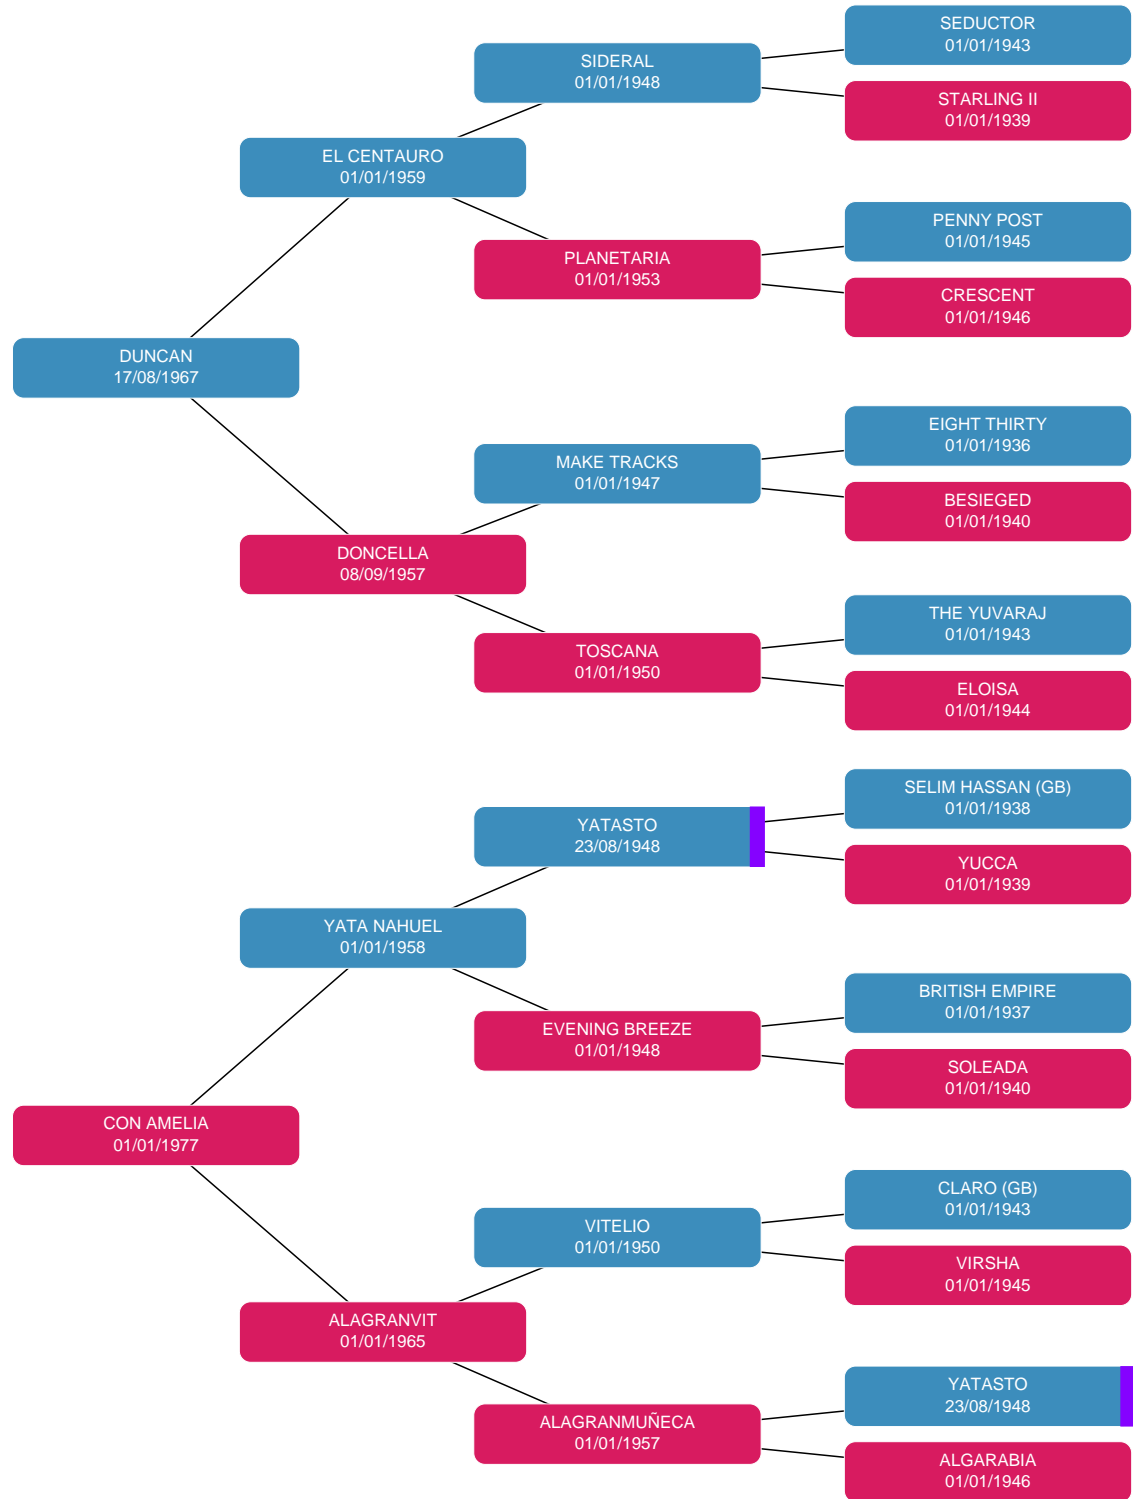 SEDUCTOR
01/01/1943
SIDERAL
01/01/1948
STARLING II
01/01/1939
EL CENTAURO
01/01/1959
PENNY POST
01/01/1945
PLANETARIA
01/01/1953
CRESCENT
01/01/1946
DUNCAN
17/08/1967
EIGHT THIRTY
01/01/1936
MAKE TRACKS
01/01/1947
BESIEGED
01/01/1940
DONCELLA
08/09/1957
THE YUVARAJ
01/01/1943
TOSCANA
01/01/1950
ELOISA
01/01/1944
SELIM HASSAN (GB)
01/01/1938
YATASTO
23/08/1948
YUCCA
01/01/1939
YATA NAHUEL
01/01/1958
BRITISH EMPIRE
01/01/1937
EVENING BREEZE
01/01/1948
SOLEADA
01/01/1940
CON AMELIA
01/01/1977
CLARO (GB)
01/01/1943
VITELIO
01/01/1950
VIRSHA
01/01/1945
ALAGRANVIT
01/01/1965
YATASTO
23/08/1948
ALAGRANMUÑECA
01/01/1957
ALGARABIA
01/01/1946